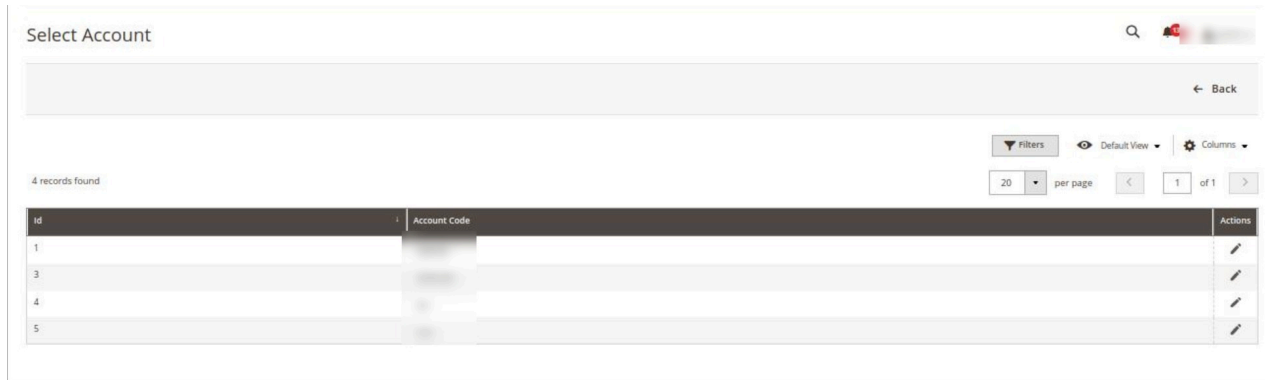 Select Account
← Back
Filters
Default View
Columns
4 records found
20 per page 1 of 1
Id ↓ Account Code Actions
1
3
4
5